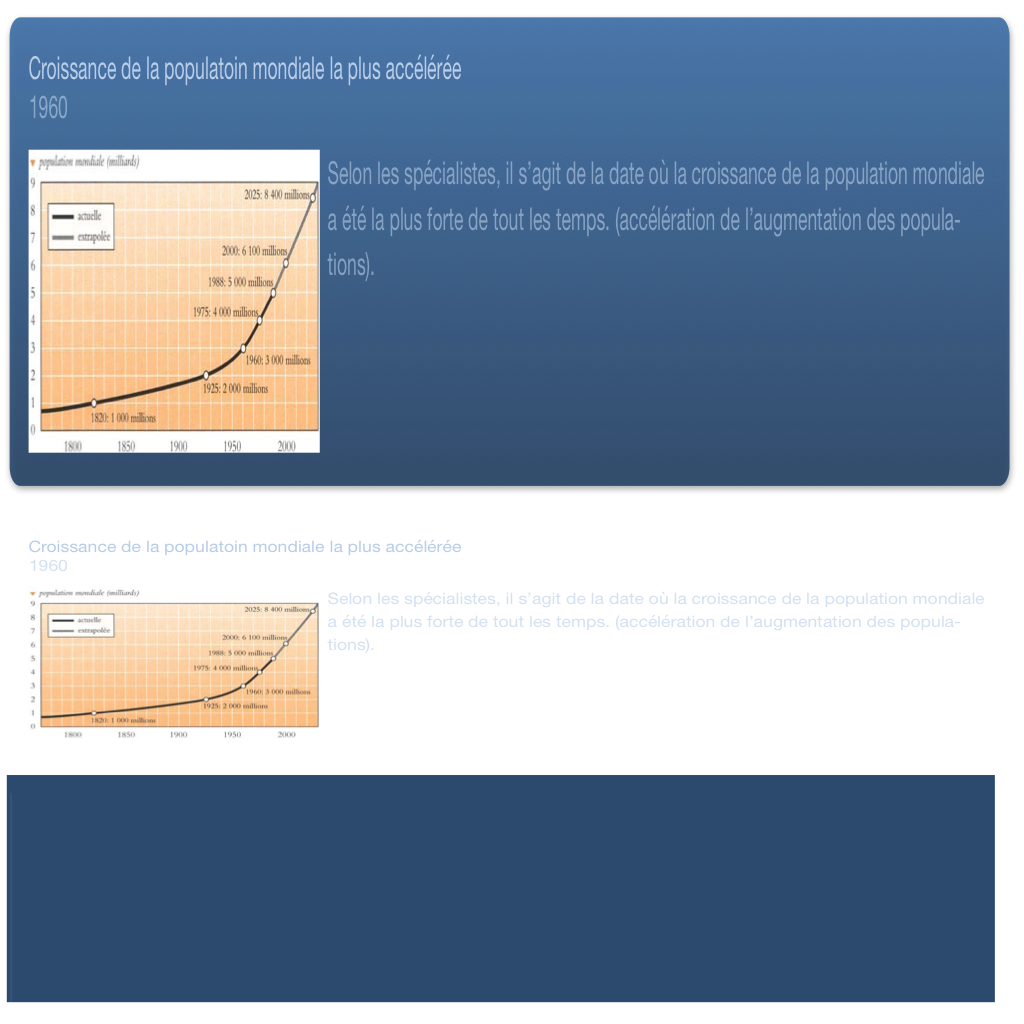 Croissance de la populatoin mondiale la plus accélérée
1960
▼ population mondiale (milliards)
Selon les spécialistes, il s’agit de la date où la croissance de la population mondiale
a été la plus forte de tout les temps. (accélération de l’augmentation des popula-
tions).
9
2025: 8 400 millions
8
actuelle
extrapolée
7
2000: 6 100 millions
6
1988: 5 000 millions
5
1975: 4 000 millions
4
3
1960: 3 000 millions
2
1925: 2 000 millions
1
1820: 1 000 millions
0
1800 1850 1900 1950 2000
Croissance de la populatoin mondiale la plus accélérée
1960
▼ population mondiale (milliards)
Selon les spécialistes, il s’agit de la date où la croissance de la population mondiale
a été la plus forte de tout les temps. (accélération de l’augmentation des popula-
tions).
9
2025: 8 400 millions
8
actuelle
extrapolée
7
2000: 6 100 millions
6
1988: 5 000 millions
5
1975: 4 000 millions
4
3
1960: 3 000 millions
2
1925: 2 000 millions
1
1820: 1 000 millions
0
1800 1850 1900 1950 2000